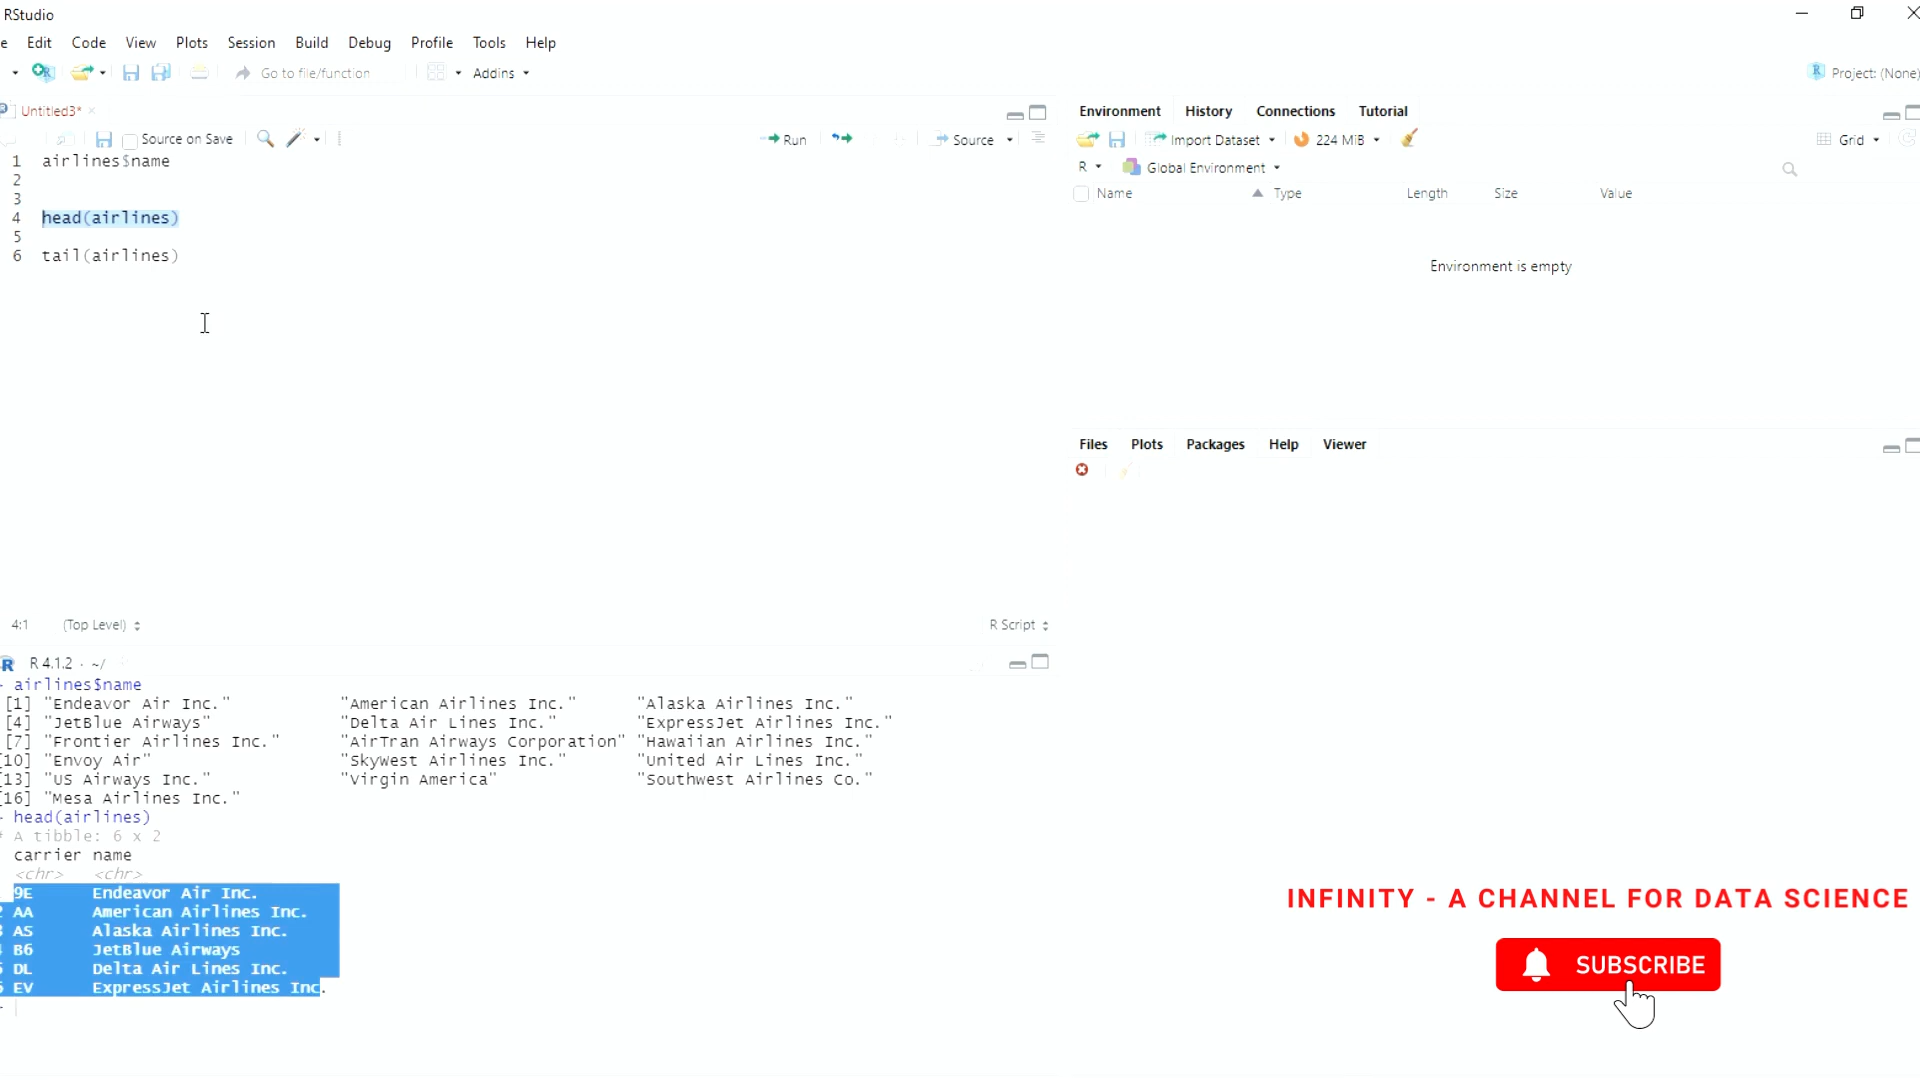 RStudio
e Edit Code View Plots Session Build Debug Profile Tools Help
Go to file/function Addins Project: (None)
Untitled3*
Source on Save Run Source
1 airlines$name
2
3
4 head(airlines)
5
6 tail(airlines)
4:1 (Top Level) R Script
R 4.1.2 · ~/
airlines$name
[1] "Endeavor Air Inc." "American Airlines Inc." "Alaska Airlines Inc."
[4] "JetBlue Airways" "Delta Air Lines Inc." "ExpressJet Airlines Inc."
[7] "Frontier Airlines Inc." "AirTran Airways Corporation" "Hawaiian Airlines Inc."
[10] "Envoy Air" "SkyWest Airlines Inc." "United Air Lines Inc."
[13] "US Airways Inc." "Virgin America" "Southwest Airlines Co."
[16] "Mesa Airlines Inc."
head(airlines)
# A tibble: 6 x 2
carrier name
<chr> <chr>
9E Endeavor Air Inc.
2 AA American Airlines Inc.
3 AS Alaska Airlines Inc.
4 B6 JetBlue Airways
5 DL Delta Air Lines Inc.
6 EV ExpressJet Airlines Inc.
Environment History Connections Tutorial
Import Dataset 224 MiB Grid
R Global Environment
Name Type Length Size Value
Environment is empty
Files Plots Packages Help Viewer
INFINITY - A CHANNEL FOR DATA SCIENCE
SUBSCRIBE